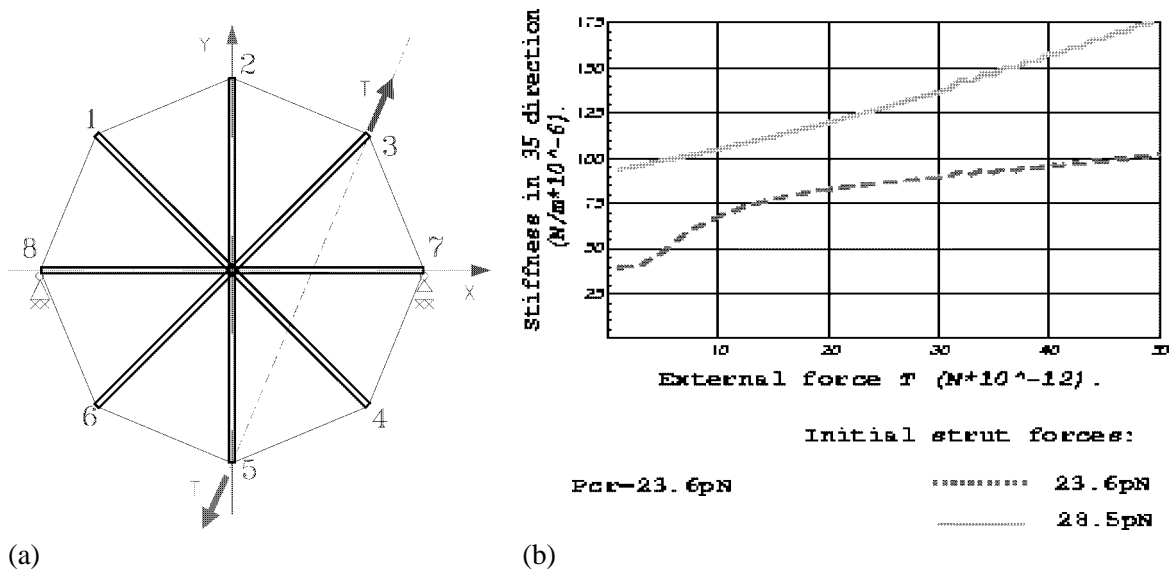 Y
2
T
1
3
8
7
X
6
4
5
T
(a)
Stiffness in 35 direction
(N/m*10^-6).
175
150
125
100
75
50
25
10 20 30 40 50
External force T (N*10^-12).
Initial strut forces:
Pcr-23.6pN
23.6pN
28.5pN
(b)